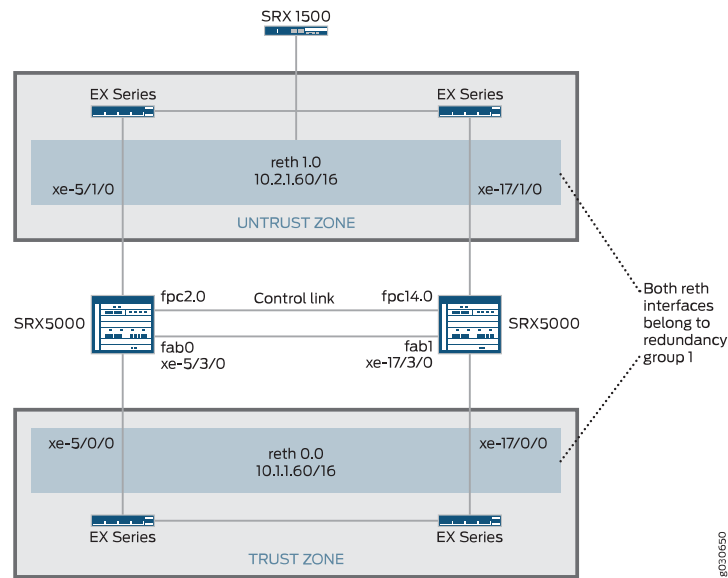 SRX 1500
EX Series
EX Series
reth 1.0
10.2.1.60/16
xe-5/1/0
xe-17/1/0
UNTRUST ZONE
fpc2.0
Control link
fpc14.0
SRX5000
SRX5000
fab0
xe-5/3/0
fab1
xe-17/3/0
Both reth
interfaces
belong to
redundancy
group 1
xe-5/0/0
xe-17/0/0
reth 0.0
10.1.1.60/16
EX Series
EX Series
TRUST ZONE
g030650